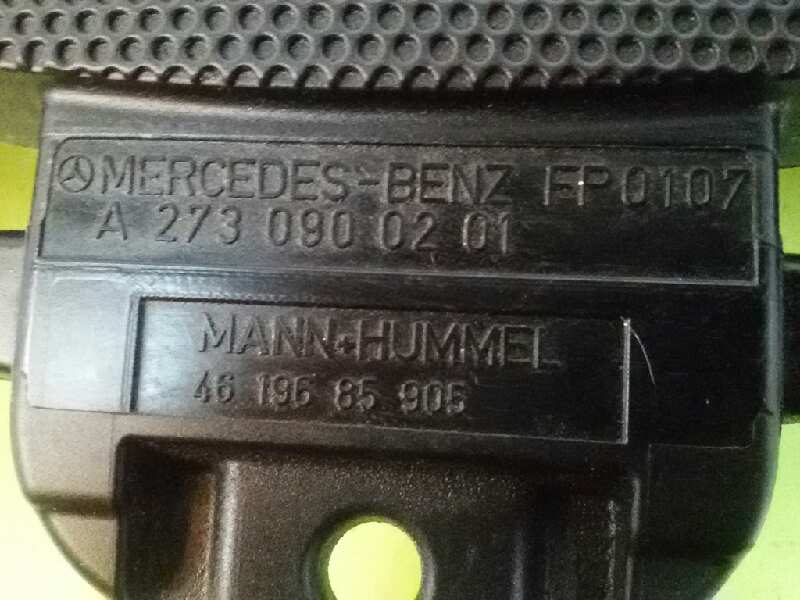 MERCEDES-BENZ FP0107
A 273 090 02 01
MANN+HUMMEL
46 196 85 905